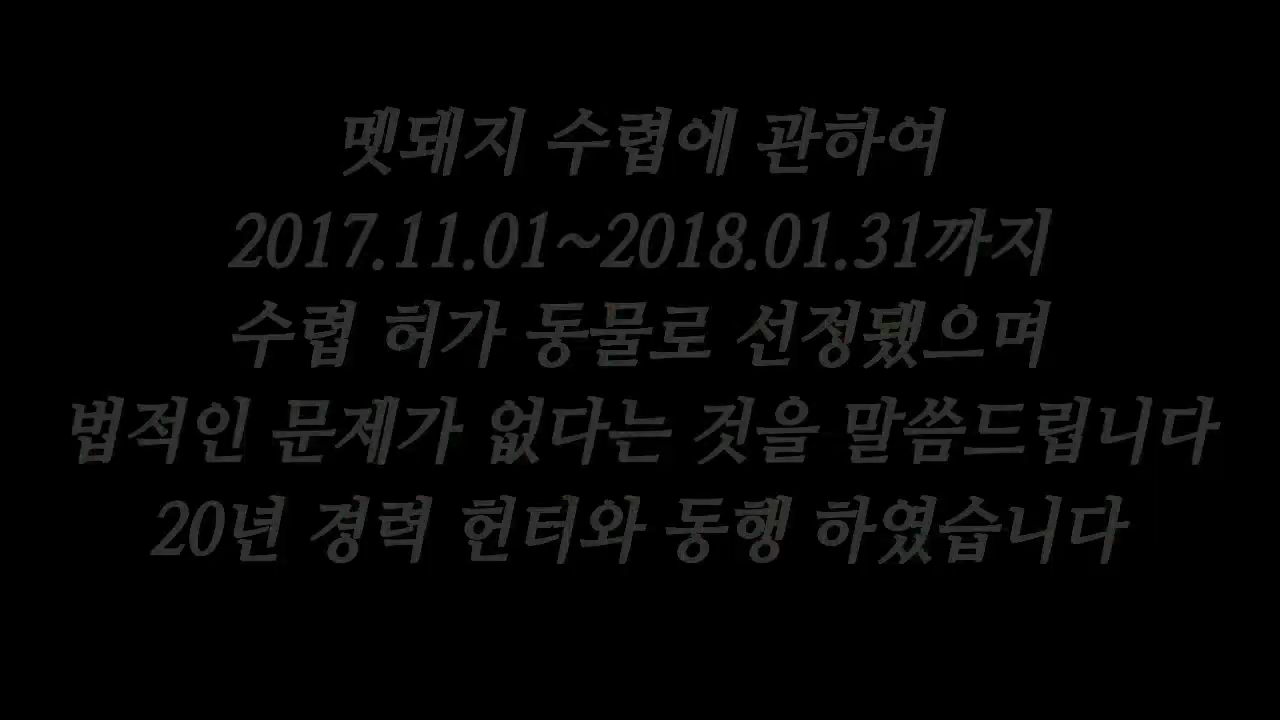 멧돼지 수렵에 관하여
2017.11.01~2018.01.31까지
수렵 허가 동물로 선정됐으며
법적인 문제가 없다는 것을 말씀드립니다
20년 경력 헌터와 동행 하였습니다